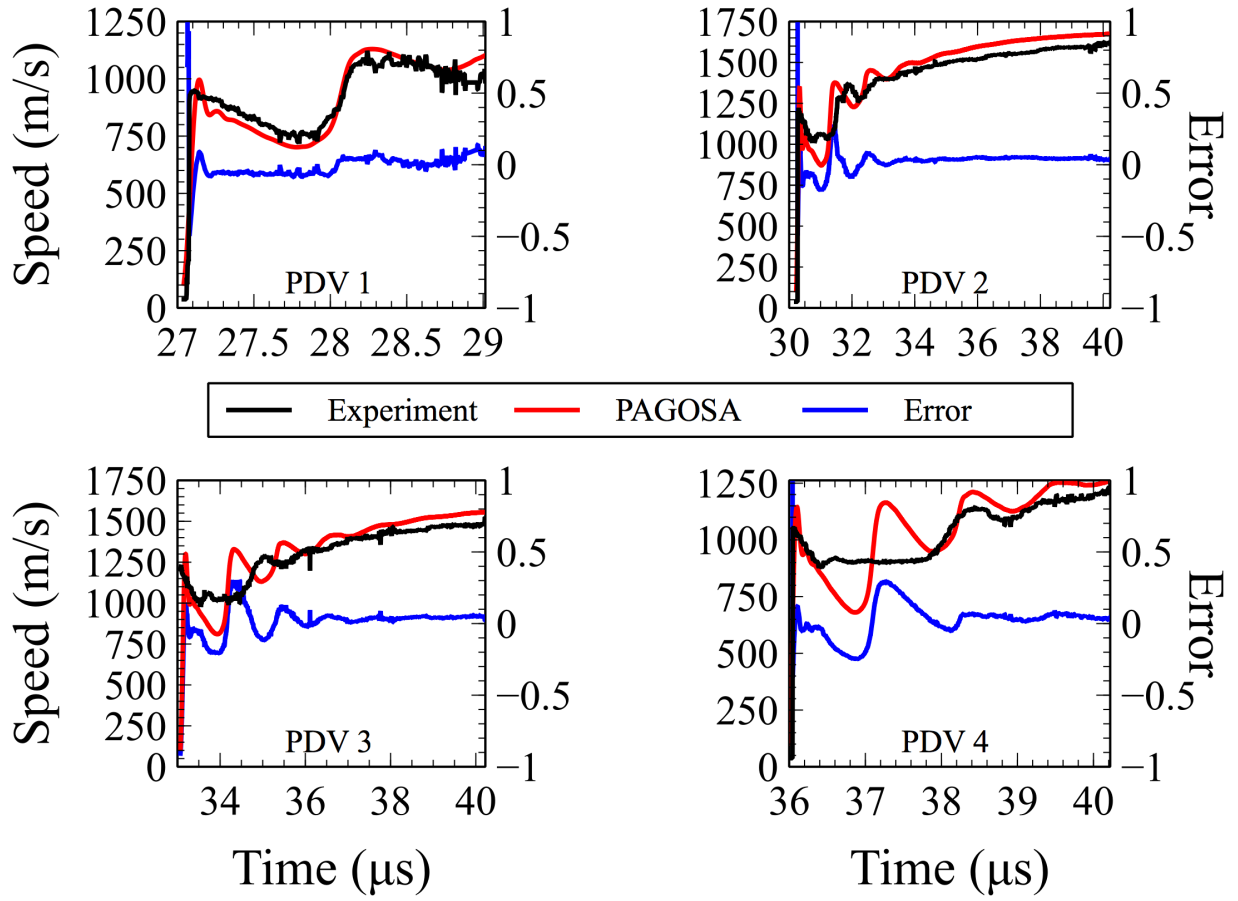 1250 1000 750 500 250 0
Speed (m/s)
27 27.5 28 28.5 29
1 0.5 0 −0.5 −1
PDV 1
1750 1500 1250 1000 750 500 250 0
30 32 34 36 38 40
1 0.5 0 −0.5 −1
Error
PDV 2
Experiment PAGOSA Error
1750 1500 1250 1000 750 500 250 0
Speed (m/s)
34 35 36 38 40
1 0.5 0 −0.5 −1
PDV 3
Time (μs)
1250 1000 750 500 250 0
36 37 38 39 40
1 0.5 0 −0.5 −1
Error
PDV 4
Time (μs)